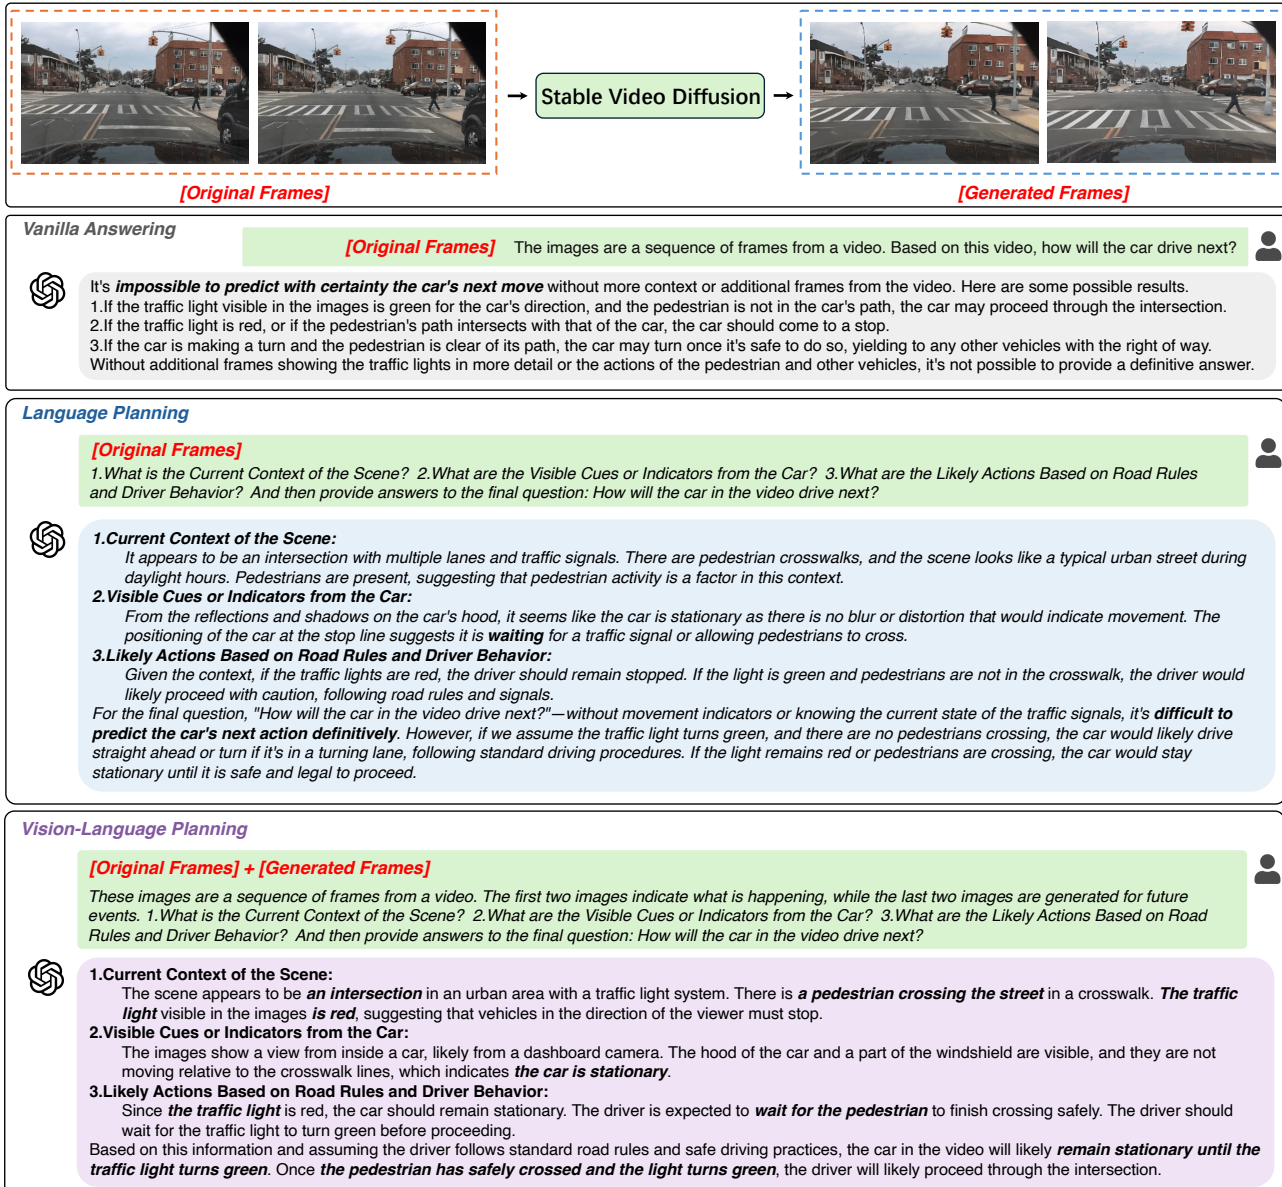 Stable Video Diffusion
[Original Frames]
[Generated Frames]
Vanilla Answering
[Original Frames] The images are a sequence of frames from a video. Based on this video, how will the car drive next?
It's impossible to predict with certainty the car's next move without more context or additional frames from the video. Here are some possible results.
1.If the traffic light visible in the images is green for the car's direction, and the pedestrian is not in the car's path, the car may proceed through the intersection.
2.If the traffic light is red, or if the pedestrian's path intersects with that of the car, the car should come to a stop.
3.If the car is making a turn and the pedestrian is clear of its path, the car may turn once it's safe to do so, yielding to any other vehicles with the right of way.
Without additional frames showing the traffic lights in more detail or the actions of the pedestrian and other vehicles, it's not possible to provide a definitive answer.
Language Planning
[Original Frames]
1.What is the Current Context of the Scene? 2.What are the Visible Cues or Indicators from the Car? 3.What are the Likely Actions Based on Road Rules
and Driver Behavior? And then provide answers to the final question: How will the car in the video drive next?
1.Current Context of the Scene:
It appears to be an intersection with multiple lanes and traffic signals. There are pedestrian crosswalks, and the scene looks like a typical urban street during
daylight hours. Pedestrians are present, suggesting that pedestrian activity is a factor in this context.
2.Visible Cues or Indicators from the Car:
From the reflections and shadows on the car's hood, it seems like the car is stationary as there is no blur or distortion that would indicate movement. The
positioning of the car at the stop line suggests it is waiting for a traffic signal or allowing pedestrians to cross.
3.Likely Actions Based on Road Rules and Driver Behavior:
Given the context, if the traffic lights are red, the driver should remain stopped. If the light is green and pedestrians are not in the crosswalk, the driver would
likely proceed with caution, following road rules and signals.
For the final question, "How will the car in the video drive next?"—without movement indicators or knowing the current state of the traffic signals, it's difficult to
predict the car's next action definitively. However, if we assume the traffic light turns green, and there are no pedestrians crossing, the car would likely drive
straight ahead or turn if it's in a turning lane, following standard driving procedures. If the light remains red or pedestrians are crossing, the car would stay
stationary until it is safe and legal to proceed.
Vision-Language Planning
[Original Frames] + [Generated Frames]
These images are a sequence of frames from a video. The first two images indicate what is happening, while the last two images are generated for future
events. 1.What is the Current Context of the Scene? 2.What are the Visible Cues or Indicators from the Car? 3.What are the Likely Actions Based on Road
Rules and Driver Behavior? And then provide answers to the final question: How will the car in the video drive next?
1.Current Context of the Scene:
The scene appears to be an intersection in an urban area with a traffic light system. There is a pedestrian crossing the street in a crosswalk. The traffic
light visible in the images is red, suggesting that vehicles in the direction of the viewer must stop.
2.Visible Cues or Indicators from the Car:
The images show a view from inside a car, likely from a dashboard camera. The hood of the car and a part of the windshield are visible, and they are not
moving relative to the crosswalk lines, which indicates the car is stationary.
3.Likely Actions Based on Road Rules and Driver Behavior:
Since the traffic light is red, the car should remain stationary. The driver is expected to wait for the pedestrian to finish crossing safely. The driver should
wait for the traffic light to turn green before proceeding.
Based on this information and assuming the driver follows standard road rules and safe driving practices, the car in the video will likely remain stationary until the
traffic light turns green. Once the pedestrian has safely crossed and the light turns green, the driver will likely proceed through the intersection.